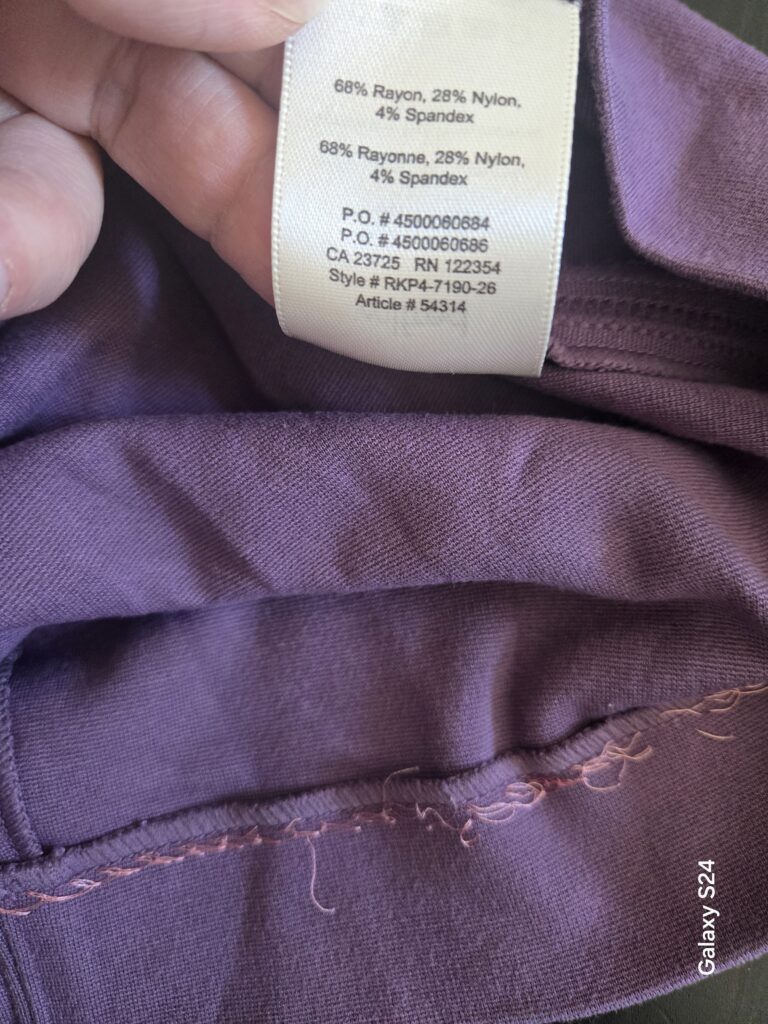 68% Rayon, 28% Nylon,
4% Spandex
68% Rayonne, 28% Nylon,
4% Spandex
P.O. # 4500060684
P.O. # 4500060686
CA 23725 RN 122354
Style # RKP4-7190-26
Article # 54314
Galaxy S24